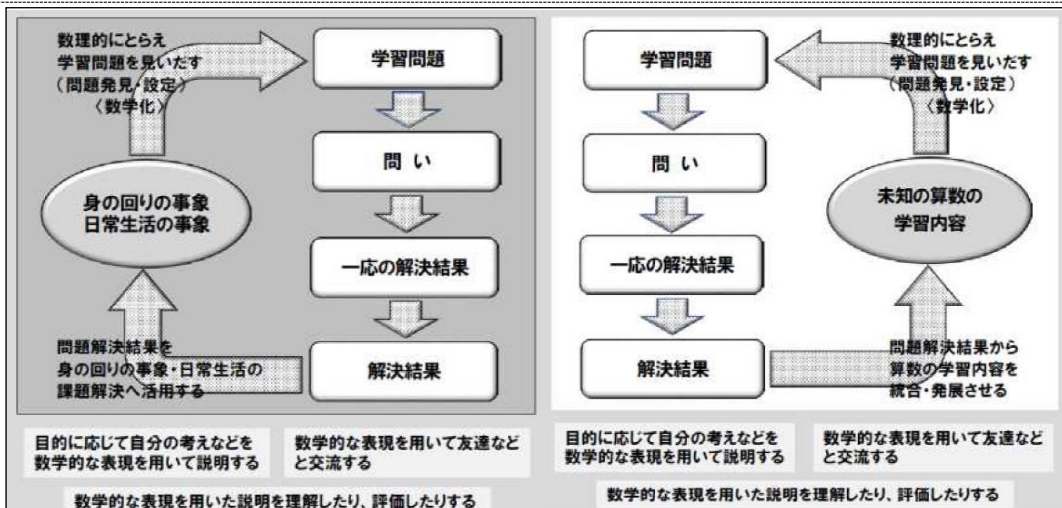 数理的にとらえ
学習問題を見いだす
(問題発見・設定)
〈数学化〉
学習問題
問 い
身の回りの事象
日常生活の事象
一応の解決結果
問題解決結果を
身の回りの事象・日常生活の
課題解決へ活用する
解決結果
目的に応じて自分の考えなどを
数学的な表現を用いて説明する
数学的な表現を用いて友達など
と交流する
数学的な表現を用いた説明を理解したり、評価したりする
学習問題
数理的にとらえ
学習問題を見いだす
(問題発見・設定)
〈数学化〉
問 い
未知の算数の
学習内容
一応の解決結果
解決結果
問題解決結果から
算数の学習内容を
統合・発展させる
目的に応じて自分の考えなどを
数学的な表現を用いて説明する
数学的な表現を用いて友達など
と交流する
数学的な表現を用いた説明を理解したり、評価したりする